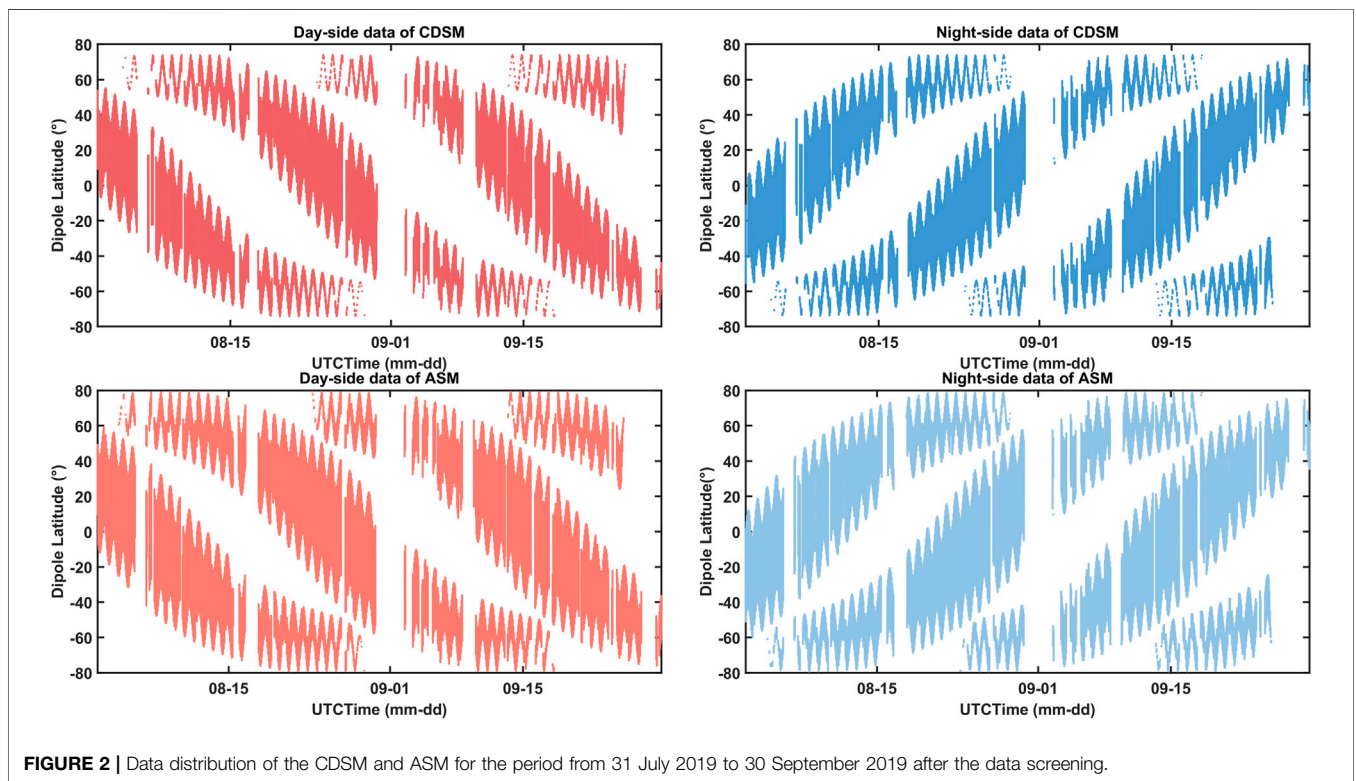 Day-side data of CDSM
80
60
40
20
0
-20
-40
-60
-80
Dipole Latitude (°)
08-15 09-01 09-15
UTCTime (mm-dd)
Night-side data of CDSM
80
60
40
20
0
-20
-40
-60
-80
Dipole Latitude (°)
08-15 09-01 09-15
UTCTime (mm-dd)
Day-side data of ASM
80
60
40
20
0
-20
-40
-60
-80
Dipole Latitude (°)
08-15 09-01 09-15
UTCTime (mm-dd)
Night-side data of ASM
80
60
40
20
0
-20
-40
-60
-80
Dipole Latitude(°)
08-15 09-01 09-15
UTCTime (mm-dd)
FIGURE 2 | Data distribution of the CDSM and ASM for the period from 31 July 2019 to 30 September 2019 after the data screening.